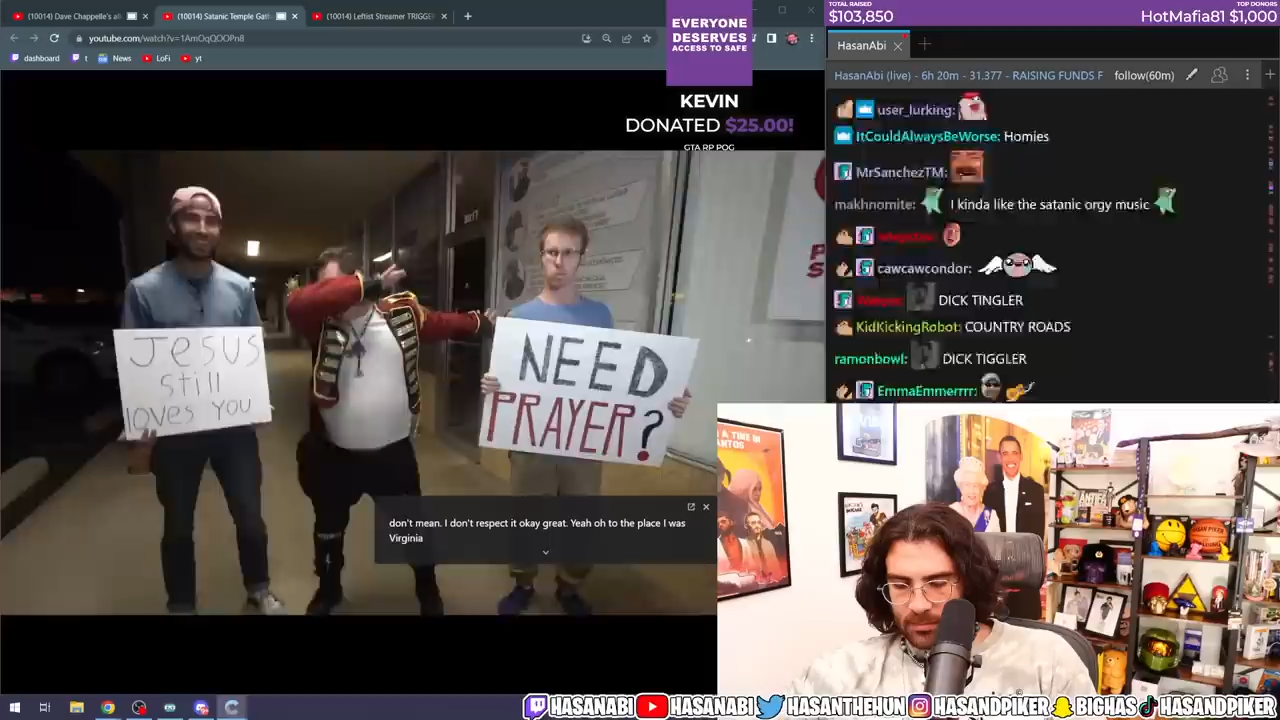 (10014) Dave Chappelle's al
(10014) Satanic Temple Gath
(10014) Leftist Streamer TRIGGER
youtube.com/watch?v=1AmOqQOOPn8
dashboard
t
News
LoFi
yt
EVERYONE
DESERVES
ACCESS TO SAFE
KEVIN
DONATED $25.00!
GTA RP POG
JESUS
still
loves YOU
NEED
PRAYER?
don't mean. I don't respect it okay great. Yeah oh to the place I was
Virginia
TOTAL RAISED
$103,850
TOP DONORS
HotMafia81 $1,000
HasanAbi
HasanAbi (live) - 6h 20m - 31.377 - RAISING FUNDS F
follow(60m)
user_lurking:
ItCouldAlwaysBeWorse: Homies
MrSanchezTM:
makhnomite: I kinda like the satanic orgy music
cawcawcondor:
DICK TINGLER
KidKickingRobot: COUNTRY ROADS
ramonbowl: DICK TIGGLER
EmmaEmmerrrr:
ANTIFA
HASANABI
HASANABI
HASANTHEHUN
HASANDPIKER
BIGHAS
HASANDPIKER